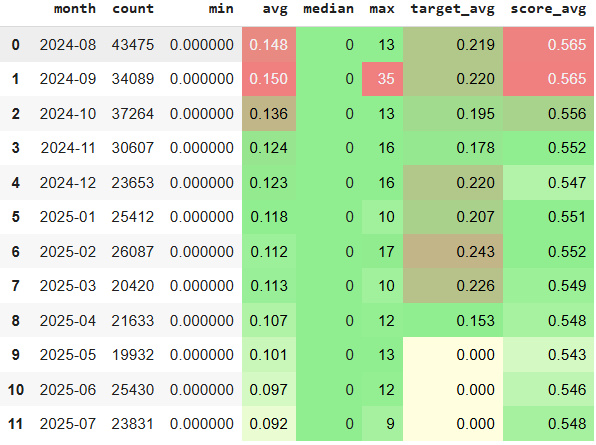 month count min avg median max target_avg score_avg
0 2024-08 43475 0.000000 0.148 0 13 0.219 0.565
1 2024-09 34089 0.000000 0.150 0 35 0.220 0.565
2 2024-10 37264 0.000000 0.136 0 13 0.195 0.556
3 2024-11 30607 0.000000 0.124 0 16 0.178 0.552
4 2024-12 23653 0.000000 0.123 0 16 0.220 0.547
5 2025-01 25412 0.000000 0.118 0 10 0.207 0.551
6 2025-02 26087 0.000000 0.112 0 17 0.243 0.552
7 2025-03 20420 0.000000 0.113 0 10 0.226 0.549
8 2025-04 21633 0.000000 0.107 0 12 0.153 0.548
9 2025-05 19932 0.000000 0.101 0 13 0.000 0.543
10 2025-06 25430 0.000000 0.097 0 12 0.000 0.546
11 2025-07 23831 0.000000 0.092 0 9 0.000 0.548